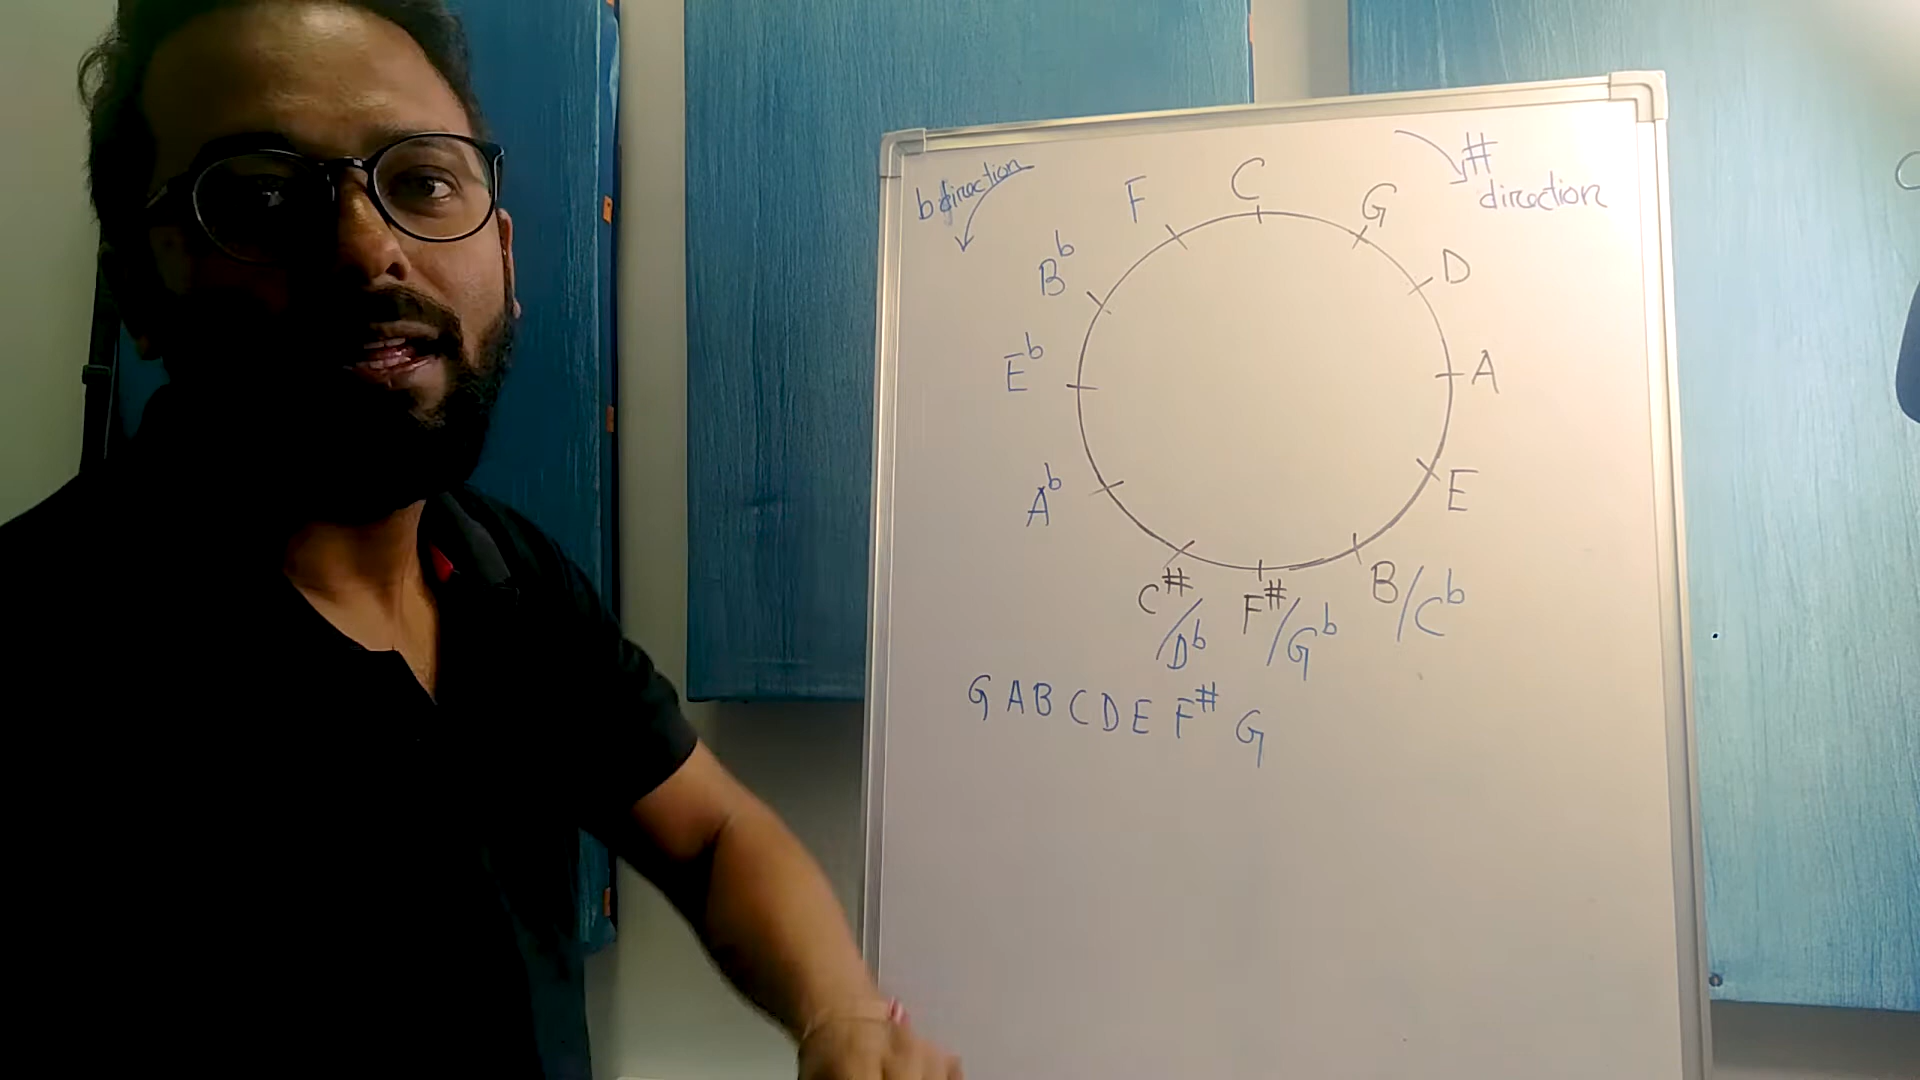 b direction
# direction
C
G
D
A
E
B/Cb
F#/Gb
C#/Db
Ab
Eb
Bb
F
G A B C D E F# G